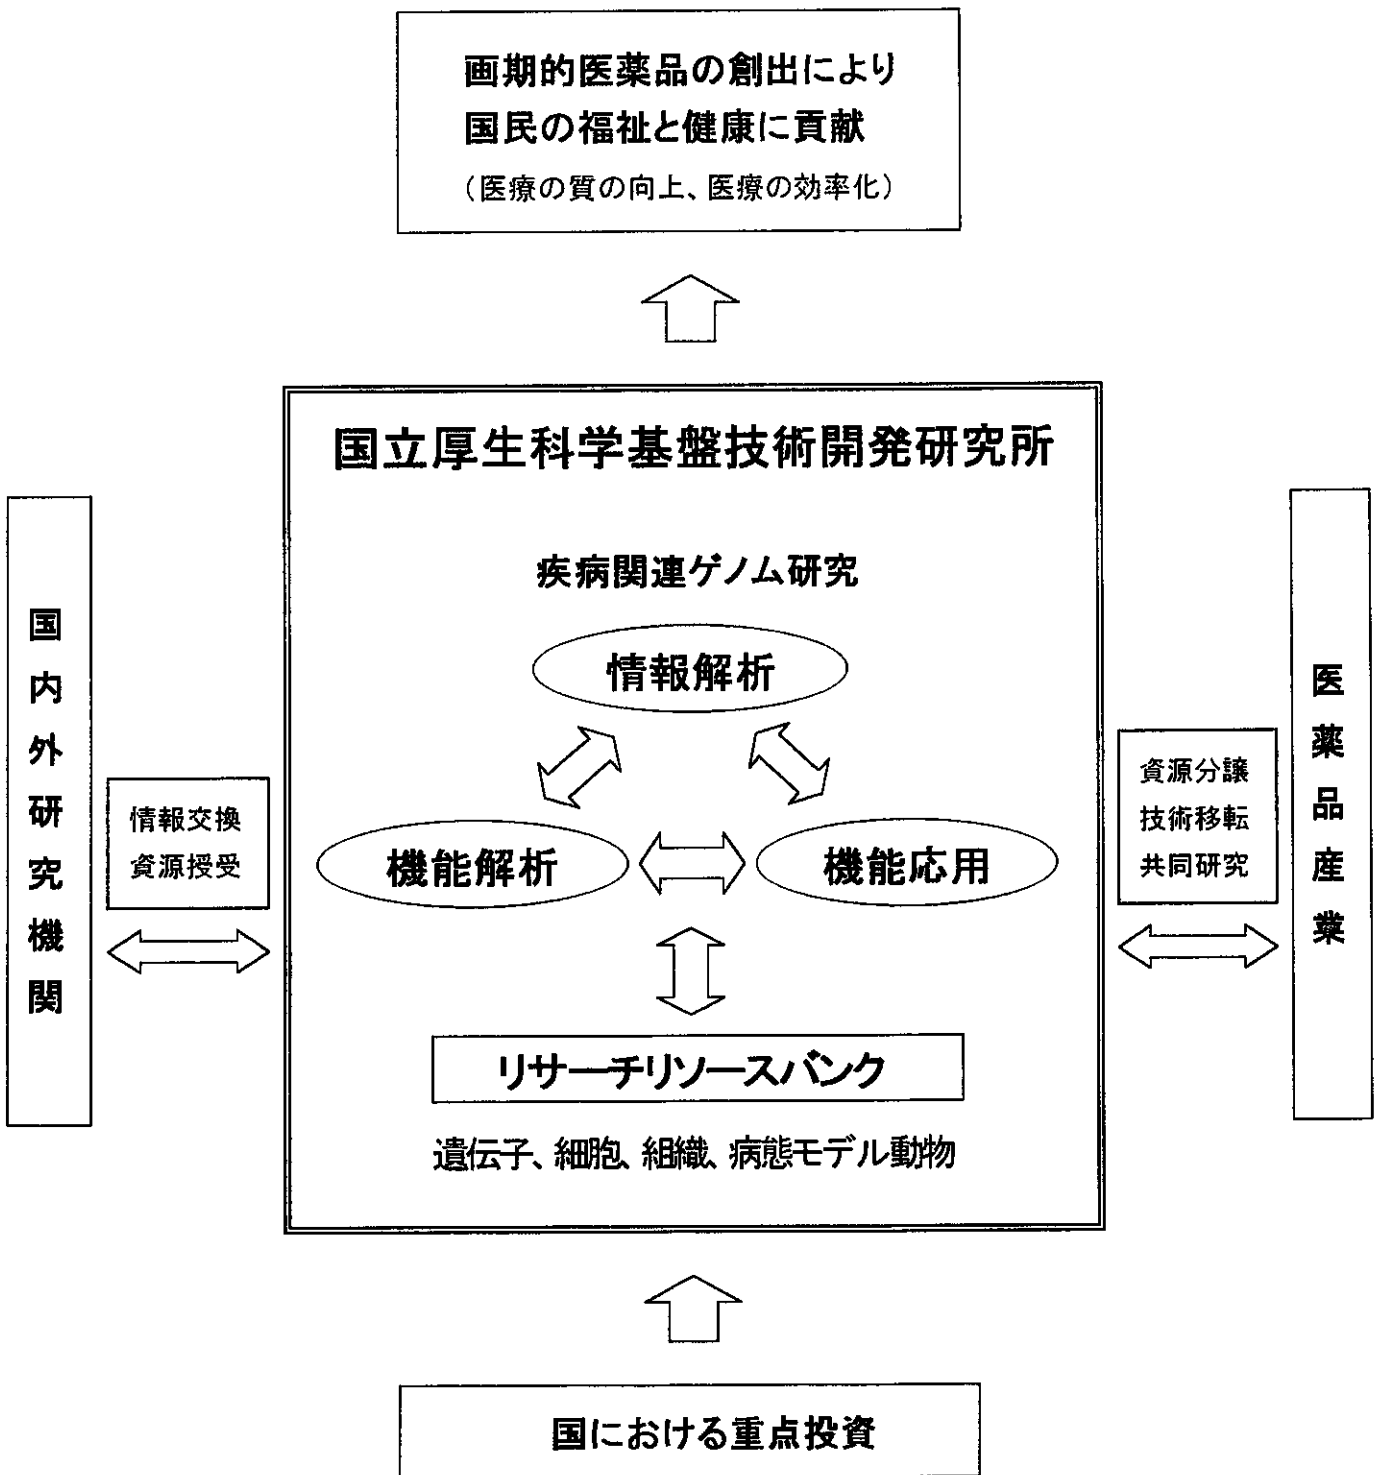 画期的医薬品の創出により
国民の福祉と健康に貢献
（医療の質の向上、医療の効率化）
国立厚生科学基盤技術開発研究所
疾病関連ゲノム研究
情報解析
機能解析
機能応用
リサーチリソースバンク
遺伝子、細胞、組織、病態モデル動物
国内外研究機関
情報交換
資源授受
資源分譲
技術移転
共同研究
医薬品産業
国における重点投資